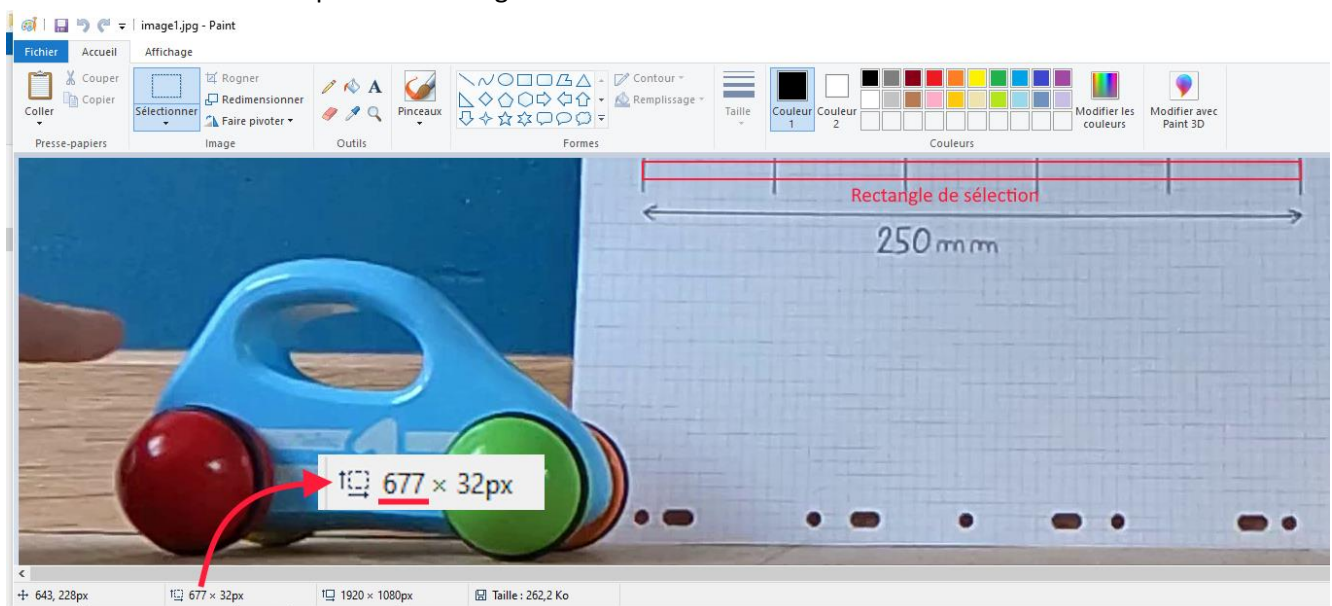 image1.jpg - Paint
Fichier Accueil Affichage
Coller
Couper
Copier
Presse-papiers
Sélectionner
Rogner
Redimensionner
Faire pivoter
Image
A
Outils
Pinceaux
Contour
Remplissage
Formes
Taille
Couleur 1
Couleur 2
Modifier les couleurs
Couleurs
Modifier avec Paint 3D
Rectangle de sélection
250 mm
677 × 32px
643, 228px 677 × 32px 1920 × 1080px Taille : 262,2 Ko